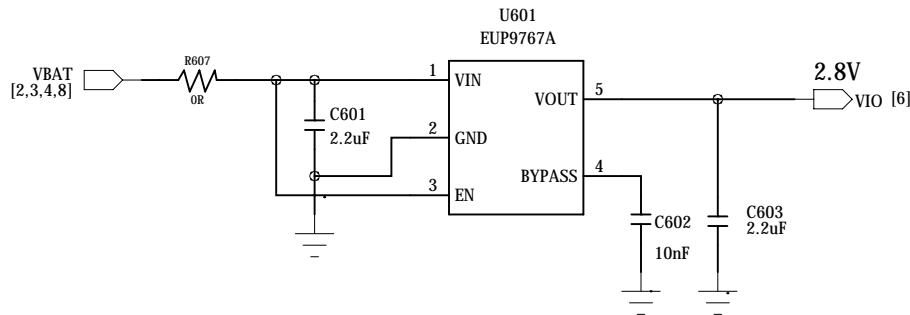 U601
EUP9767A
VBAT
[2,3,4,8]
R607
0R
1
VIN
C601
2.2uF
2
GND
3
EN
VOUT
5
2.8V
VIO [6]
BYPASS
4
C602
10nF
C603
2.2uF